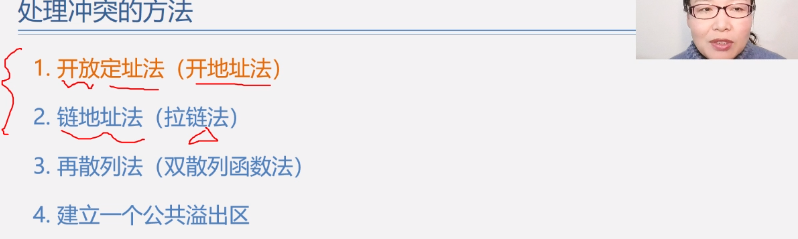 处理冲突的方法
1. 开放定址法（开地址法）
2. 链地址法（拉链法）
3. 再散列法（双散列函数法）
4. 建立一个公共溢出区